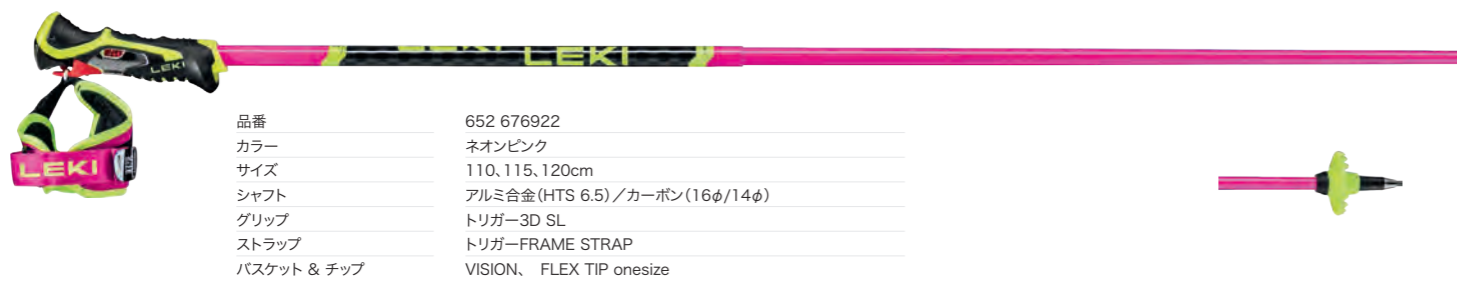 LEKI
LEKI
LEKI
LEKI
品番 652 676922
カラー ネオンピンク
サイズ 110、115、120cm
シャフト アルミ合金（HTS 6.5）／カーボン（16φ/14φ）
グリップ トリガー3D SL
ストラップ トリガーFRAME STRAP
バスケット & チップ VISION、 FLEX TIP onesize